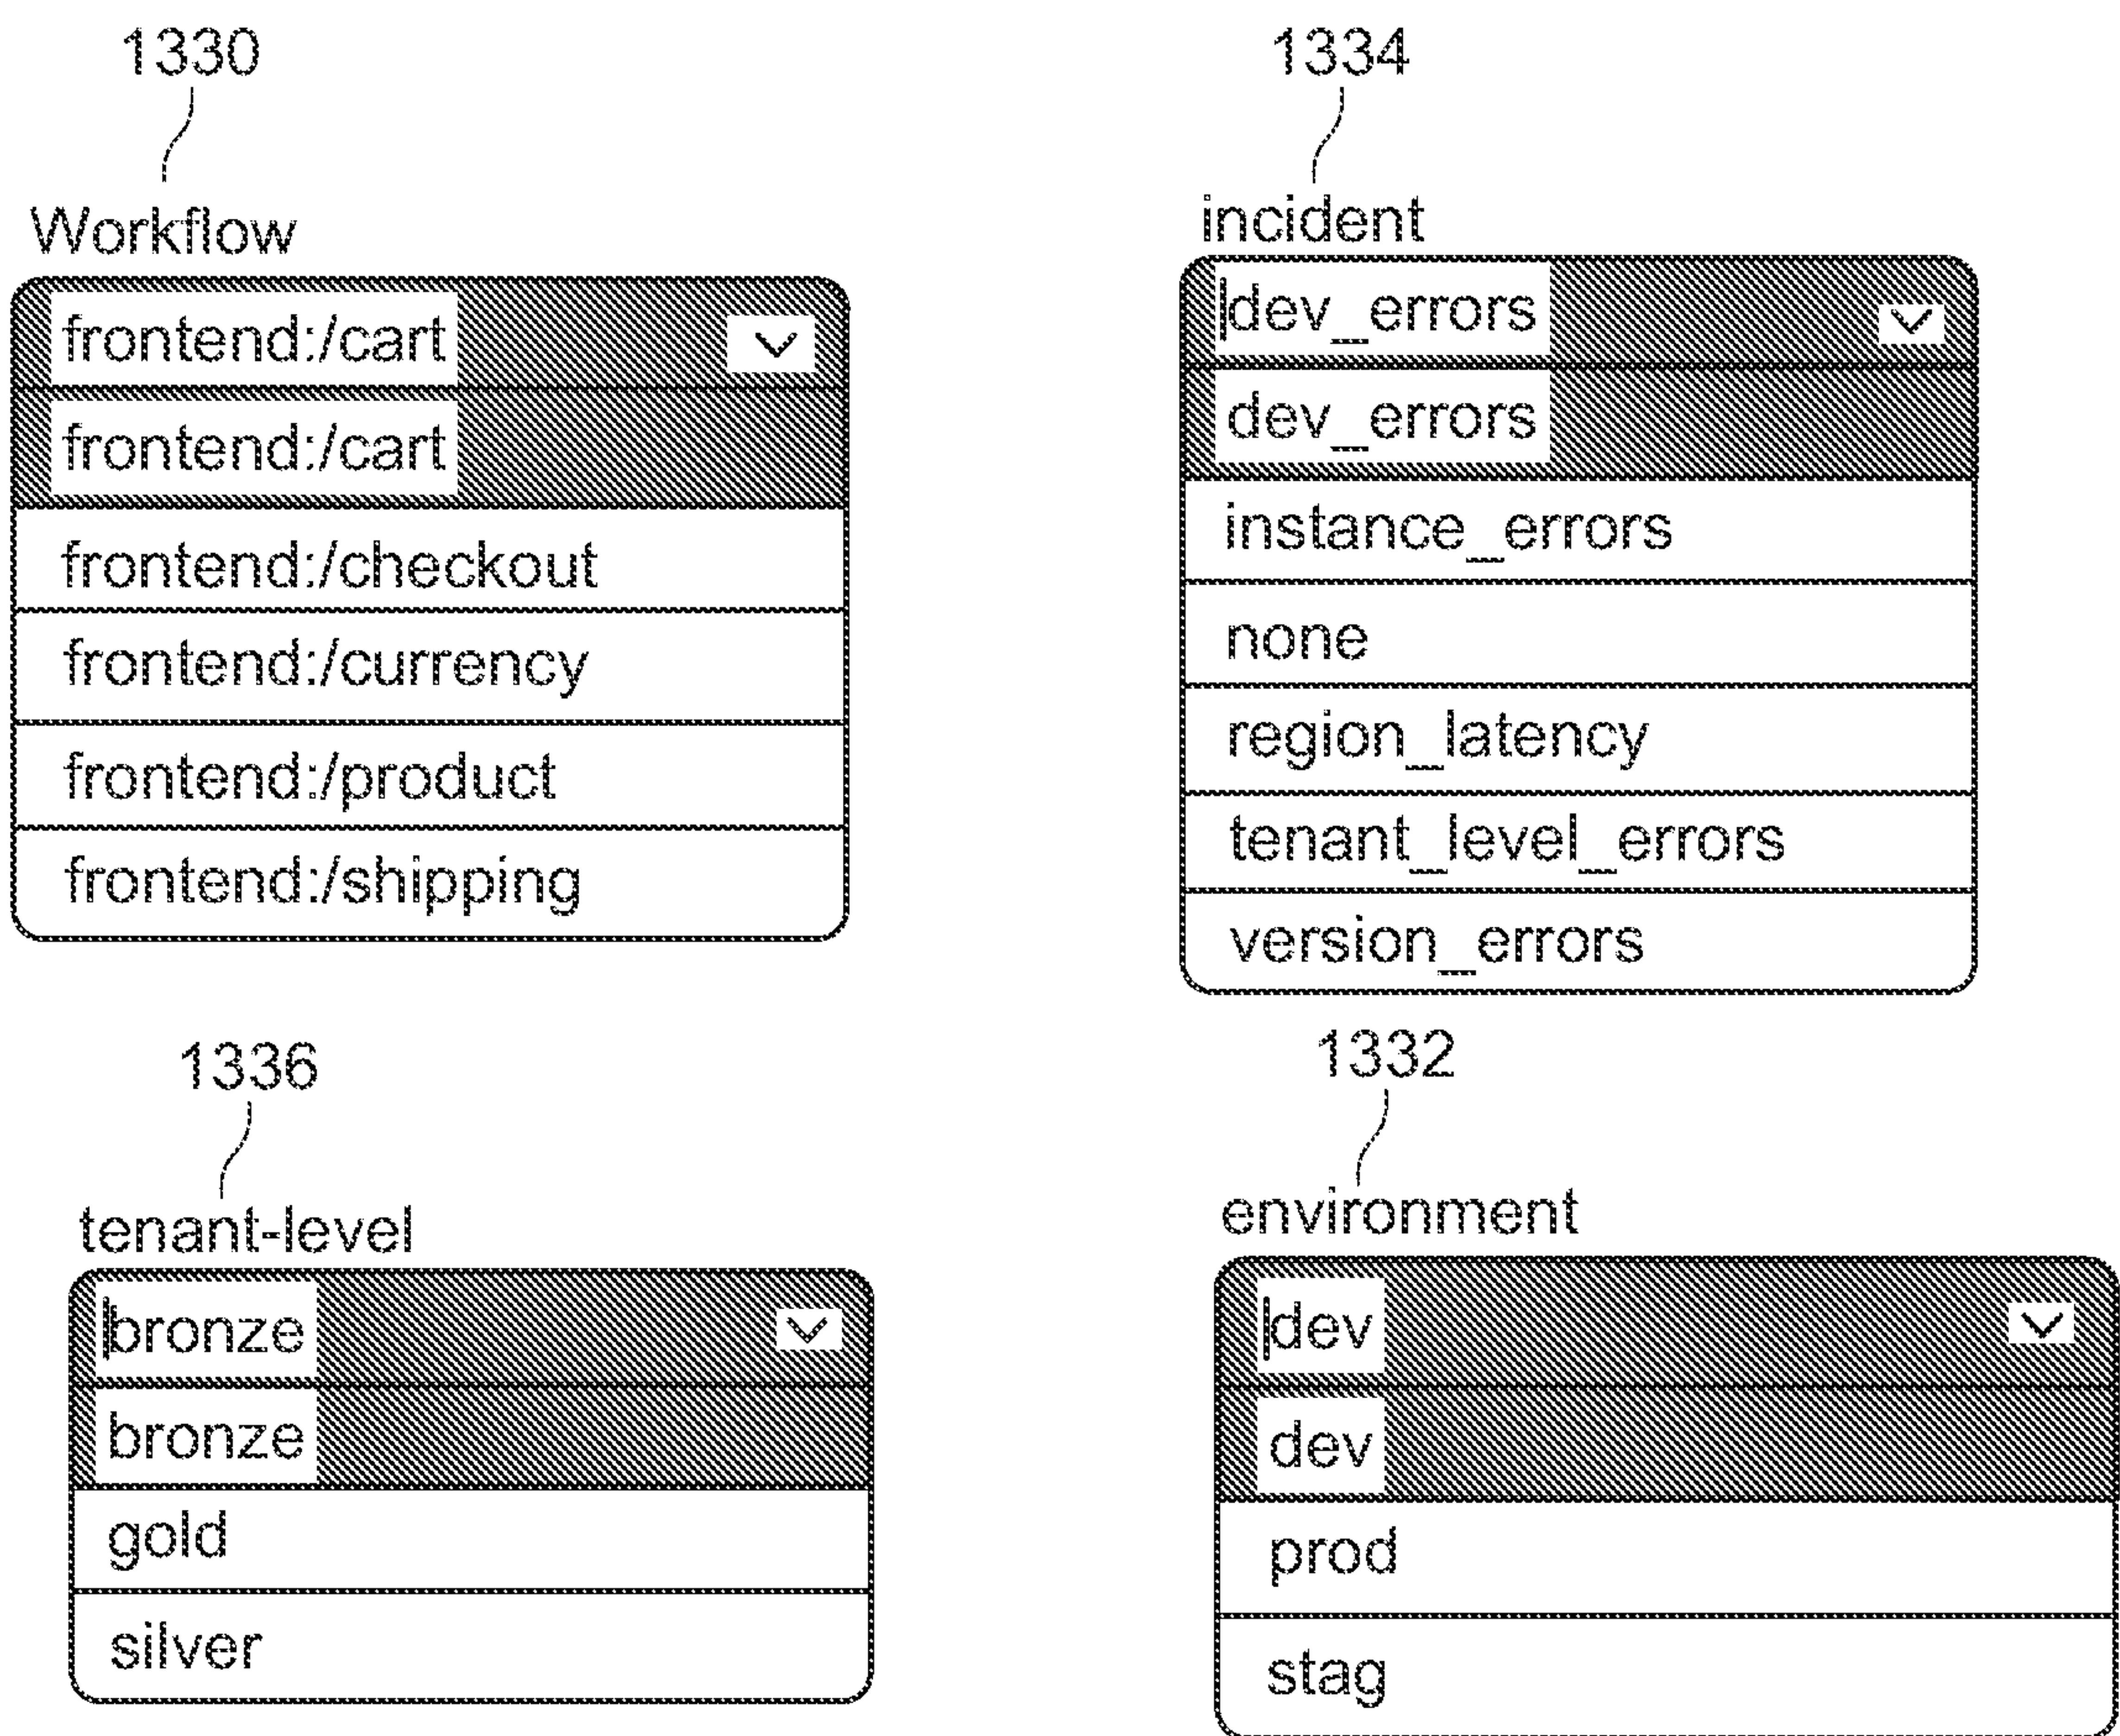 1330
Workflow
frontend:/cart
frontend:/cart
frontend:/checkout
frontend:/currency
frontend:/product
frontend:/shipping
1334
incident
dev_errors
dev_errors
instance_errors
none
region_latency
tenant_level_errors
version_errors
1336
tenant-level
bronze
bronze
gold
silver
1332
environment
dev
dev
prod
stag